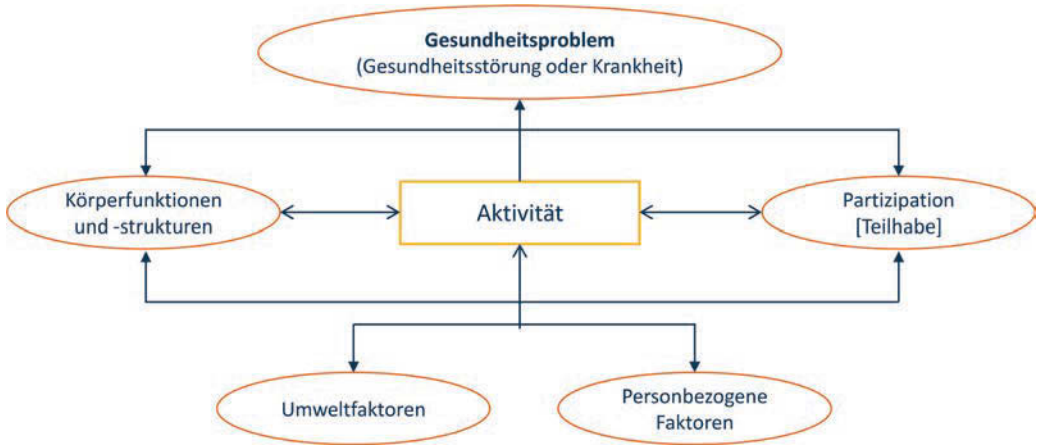 Gesundheitsproblem
(Gesundheitsstörung oder Krankheit)
Körperfunktionen
und -strukturen
Aktivität
Partizipation
[Teilhabe]
Umweltfaktoren
Personbezogene
Faktoren